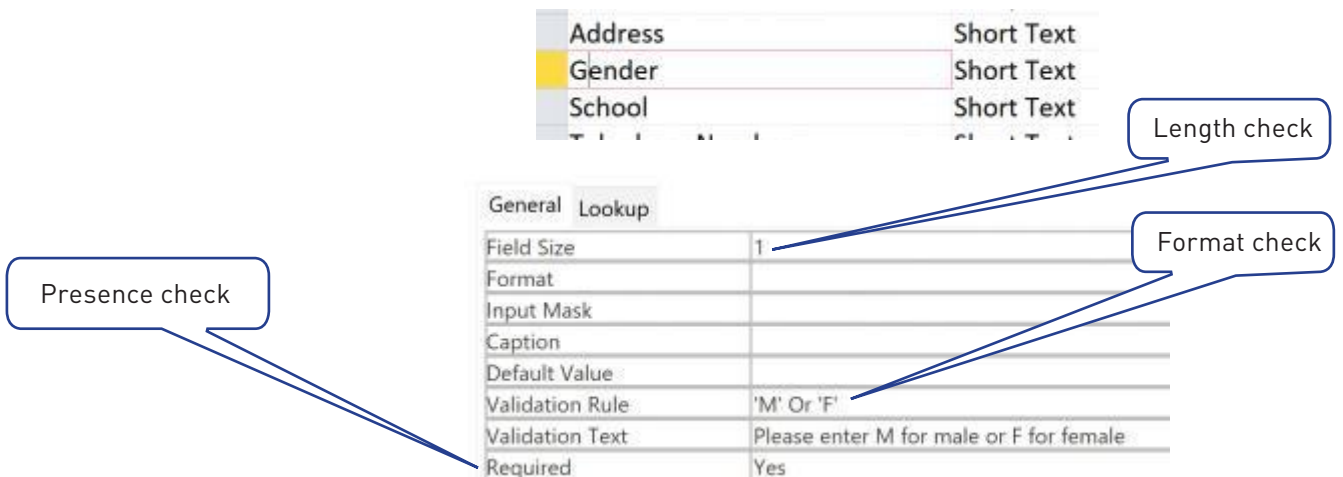 Address Short Text
Gender Short Text
School Short Text
Length check
General Lookup
Field Size 1
Format check
Format
Presence check
Input Mask
Caption
Default Value
Validation Rule 'M' Or 'F'
Validation Text Please enter M for male or F for female
Required Yes